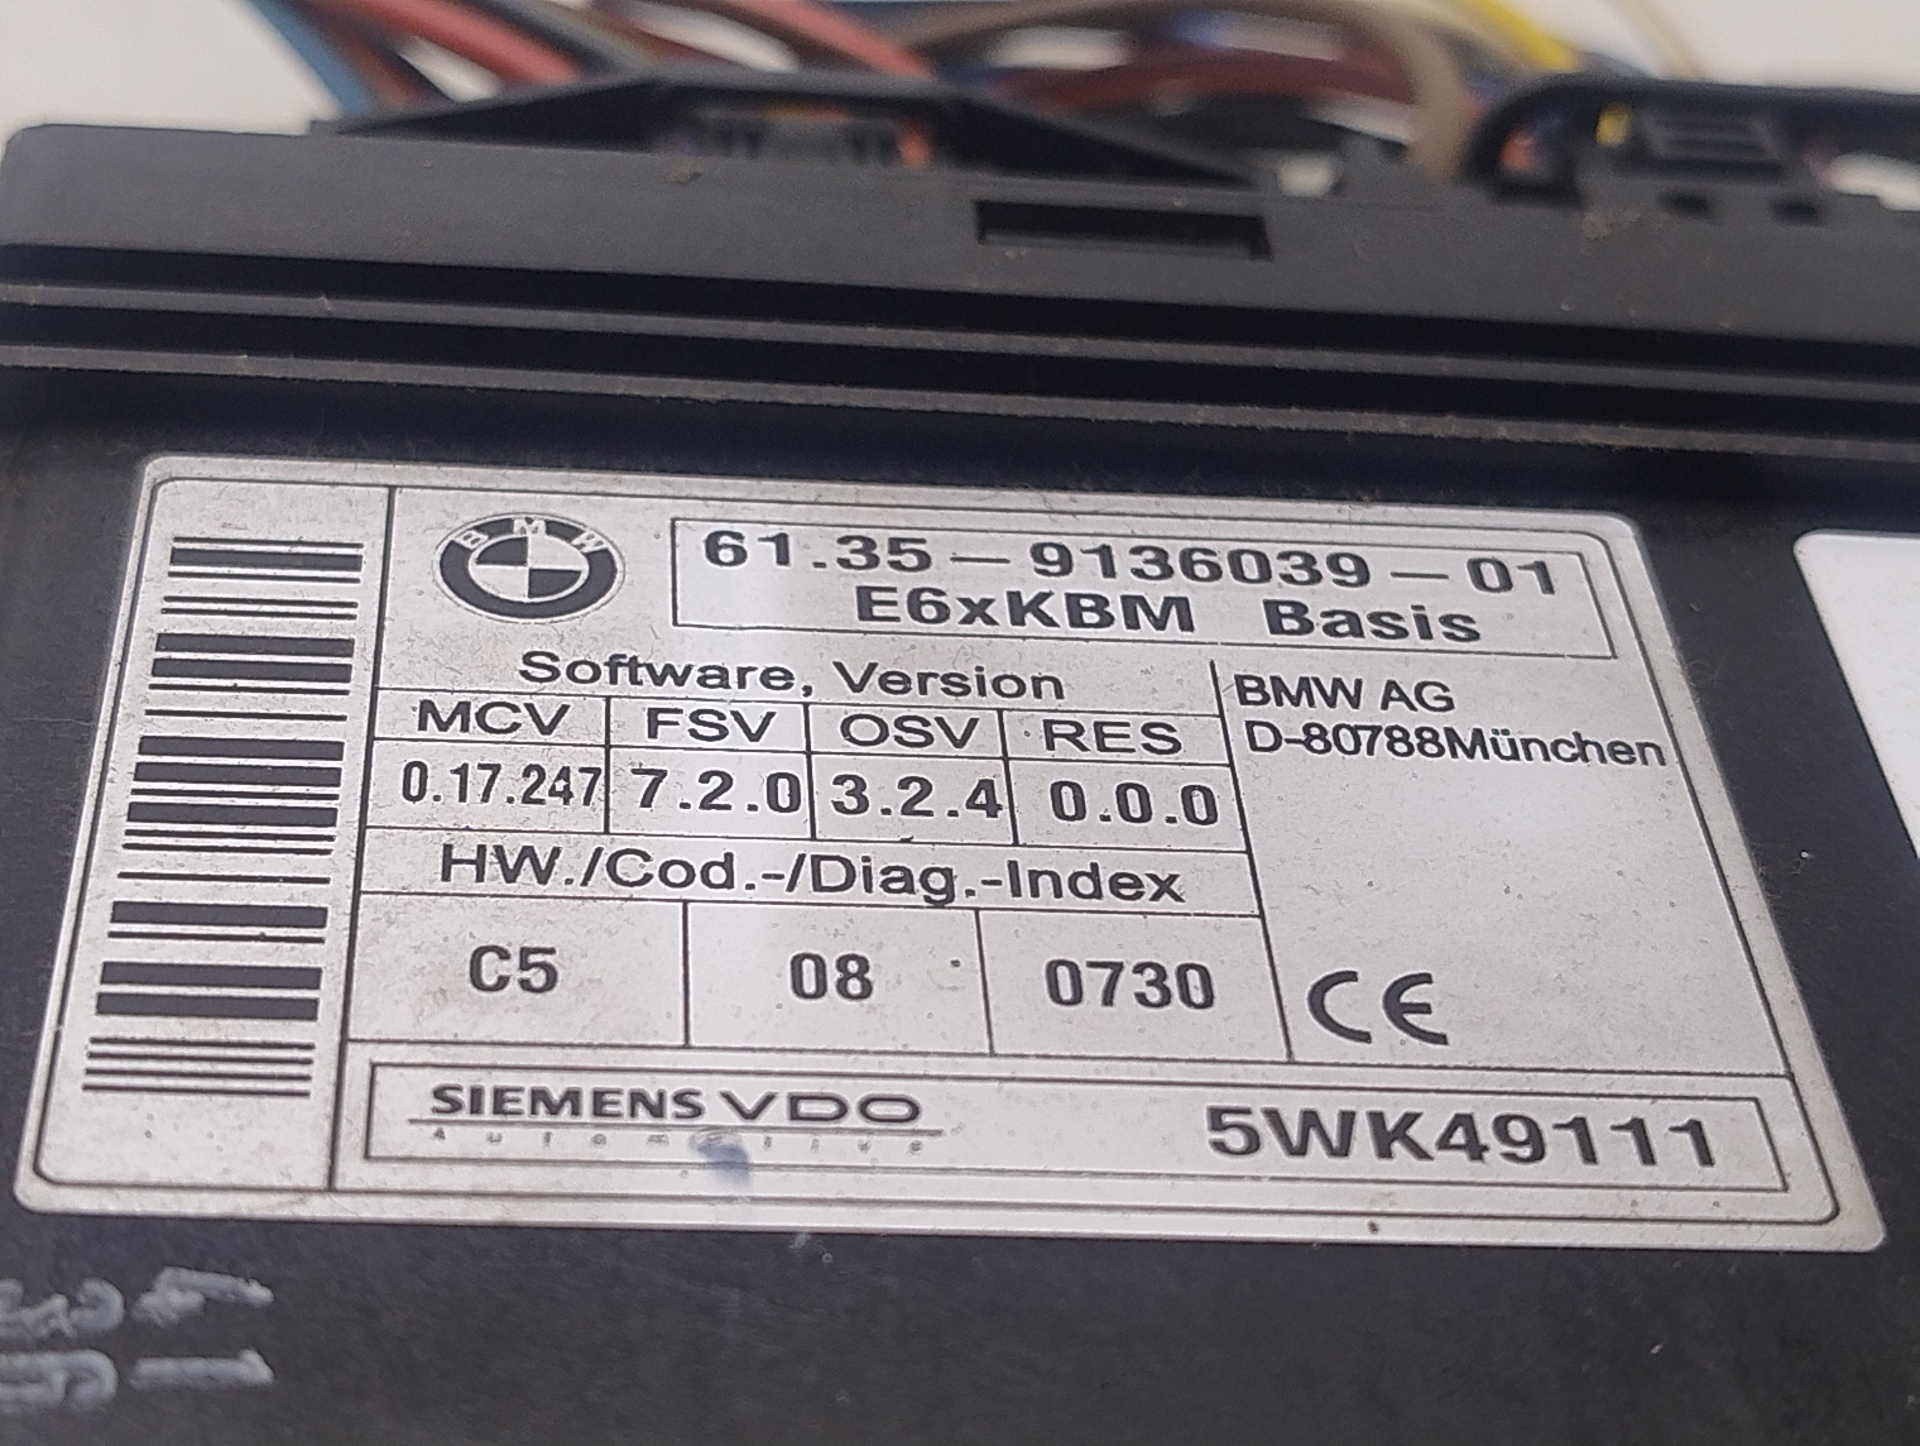 BMW
61.35-9136039-01
E6xKBM Basis
Software, Version
MCV FSV OSV RES
0.17.247 7.2.0 3.2.4 0.0.0
BMW AG
D-80788München
HW./Cod.-/Diag.-Index
C5 08 0730
CE
SIEMENS VDO
Automotive
5WK49111